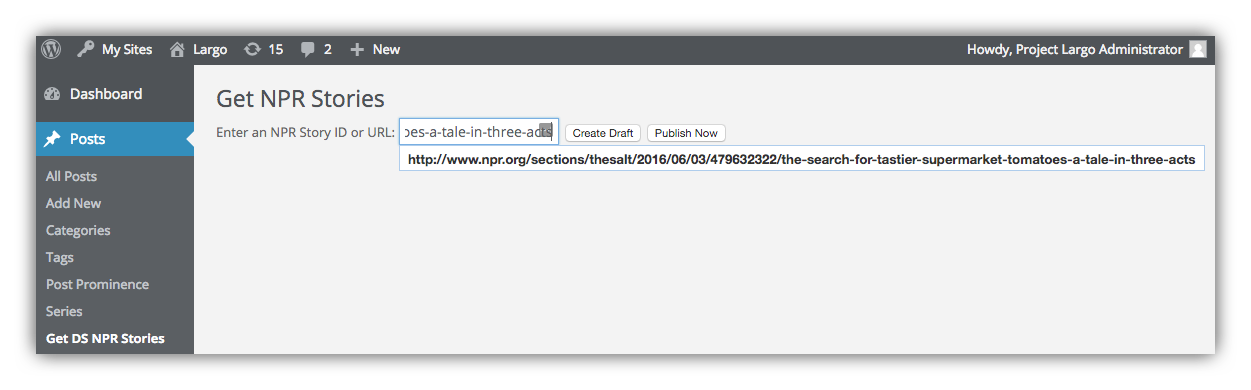 My Sites Largo 15 2 New Howdy, Project Largo Administrator
Dashboard
Get NPR Stories
Posts
Enter an NPR Story ID or URL: oes-a-tale-in-three-acts Create Draft Publish Now
http://www.npr.org/sections/thesalt/2016/06/03/479632322/the-search-for-tastier-supermarket-tomatoes-a-tale-in-three-acts
All Posts
Add New
Categories
Tags
Post Prominence
Series
Get DS NPR Stories